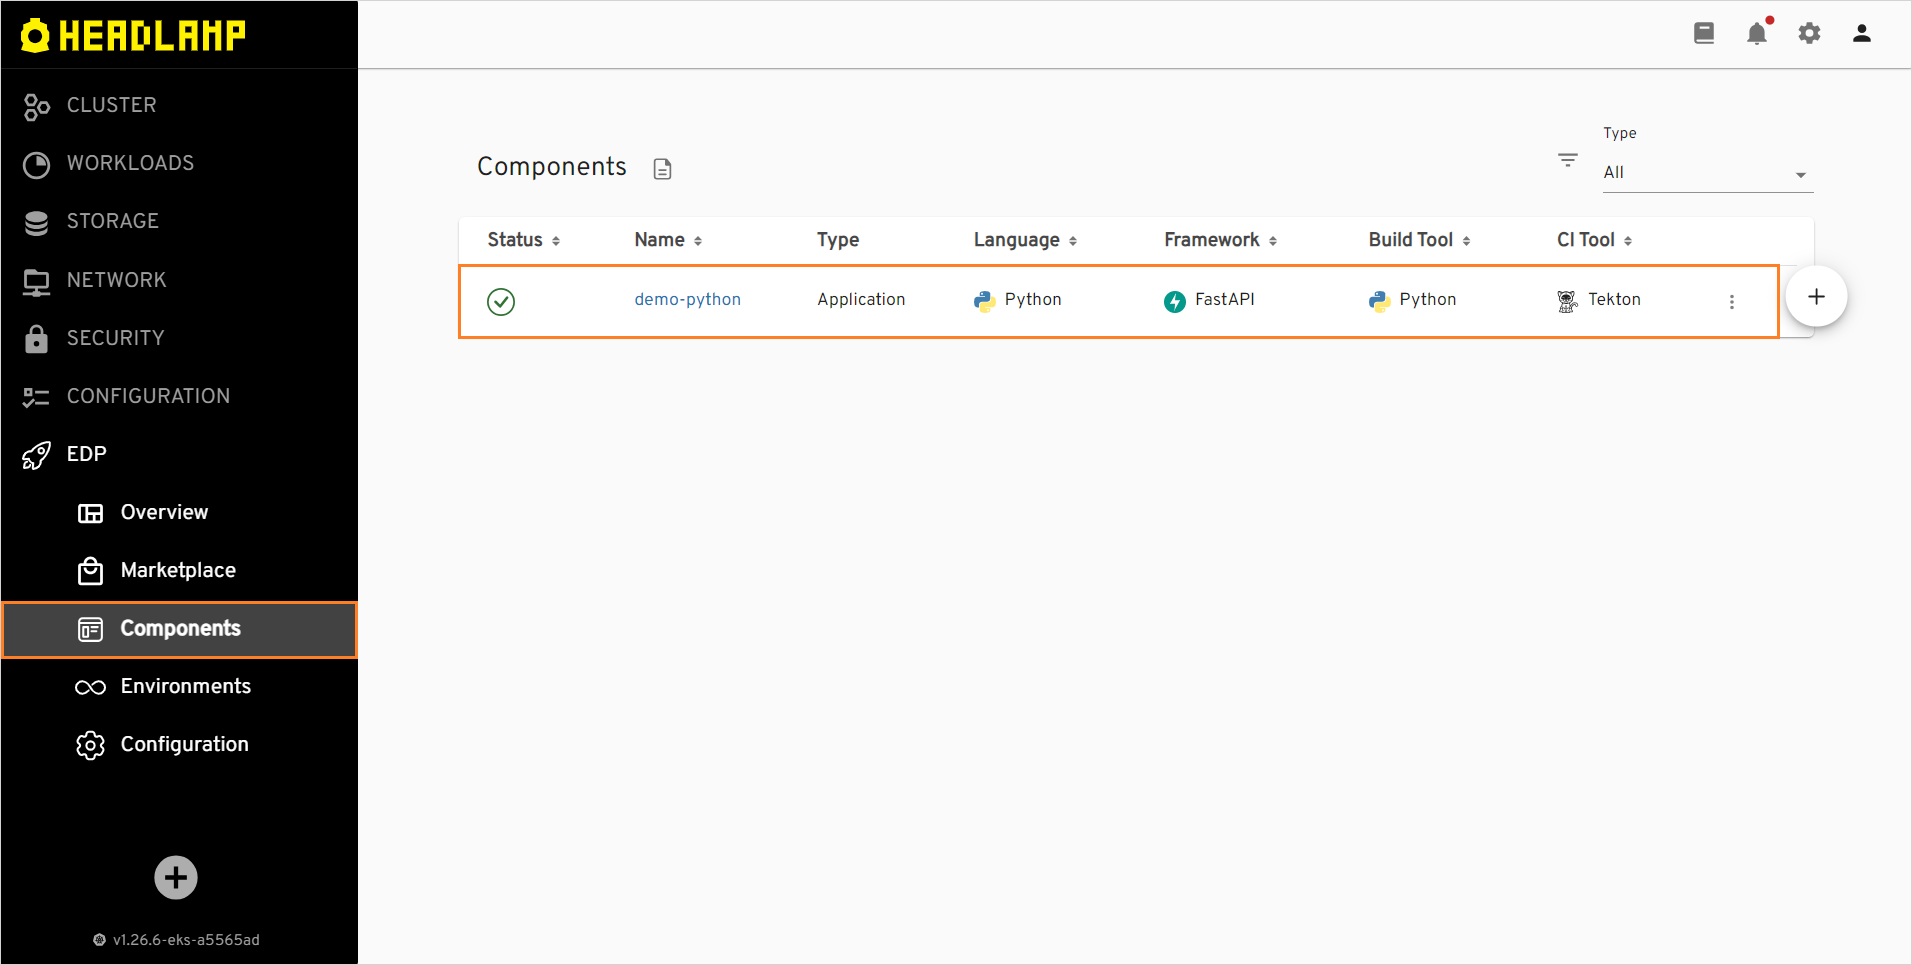 HEADLAMP
CLUSTER
WORKLOADS
STORAGE
NETWORK
SECURITY
CONFIGURATION
EDP
Overview
Marketplace
Components
Environments
Configuration
v1.26.6-eks-a5565ad
Components
Type
All
Status Name Type Language Framework Build Tool CI Tool
demo-python Application Python FastAPI Python Tekton